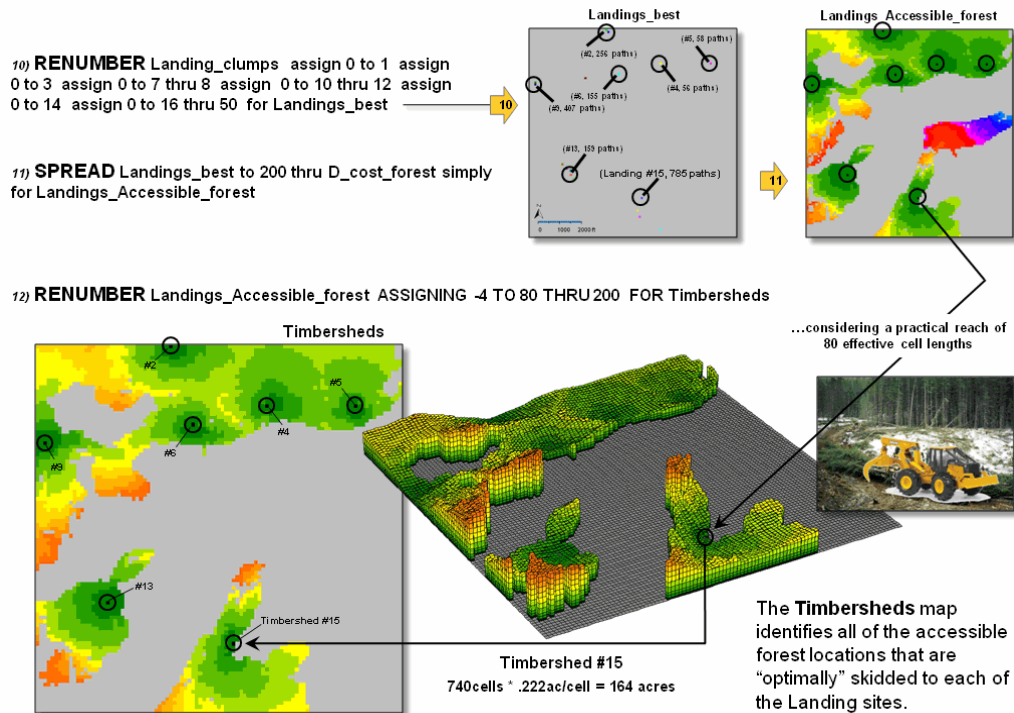 Landings_best
Landings_Accessible_forest
10) RENUMBER Landing_clumps assign 0 to 1 assign
0 to 3 assign 0 to 7 thru 8 assign 0 to 10 thru 12 assign
0 to 14 assign 0 to 16 thru 50 for Landings_best
10
(#2, 256 paths)
(#5, 58 paths)
(#6, 155 paths)
(#4, 56 paths)
(#9, 407 paths)
(#13, 159 paths)
(Landing #15, 785 paths)
0 1000 2000 ft
11) SPREAD Landings_best to 200 thru D_cost_forest simply
for Landings_Accessible_forest
11
12) RENUMBER Landings_Accessible_forest ASSIGNING -4 TO 80 THRU 200 FOR Timbersheds
Timbersheds
...considering a practical reach of
80 effective cell lengths
#2
#5
#4
#6
#9
#13
Timbershed #15
Timbershed #15
740cells * .222ac/cell = 164 acres
The Timbersheds map
identifies all of the accessible
forest locations that are
“optimally” skidded to each of
the Landing sites.